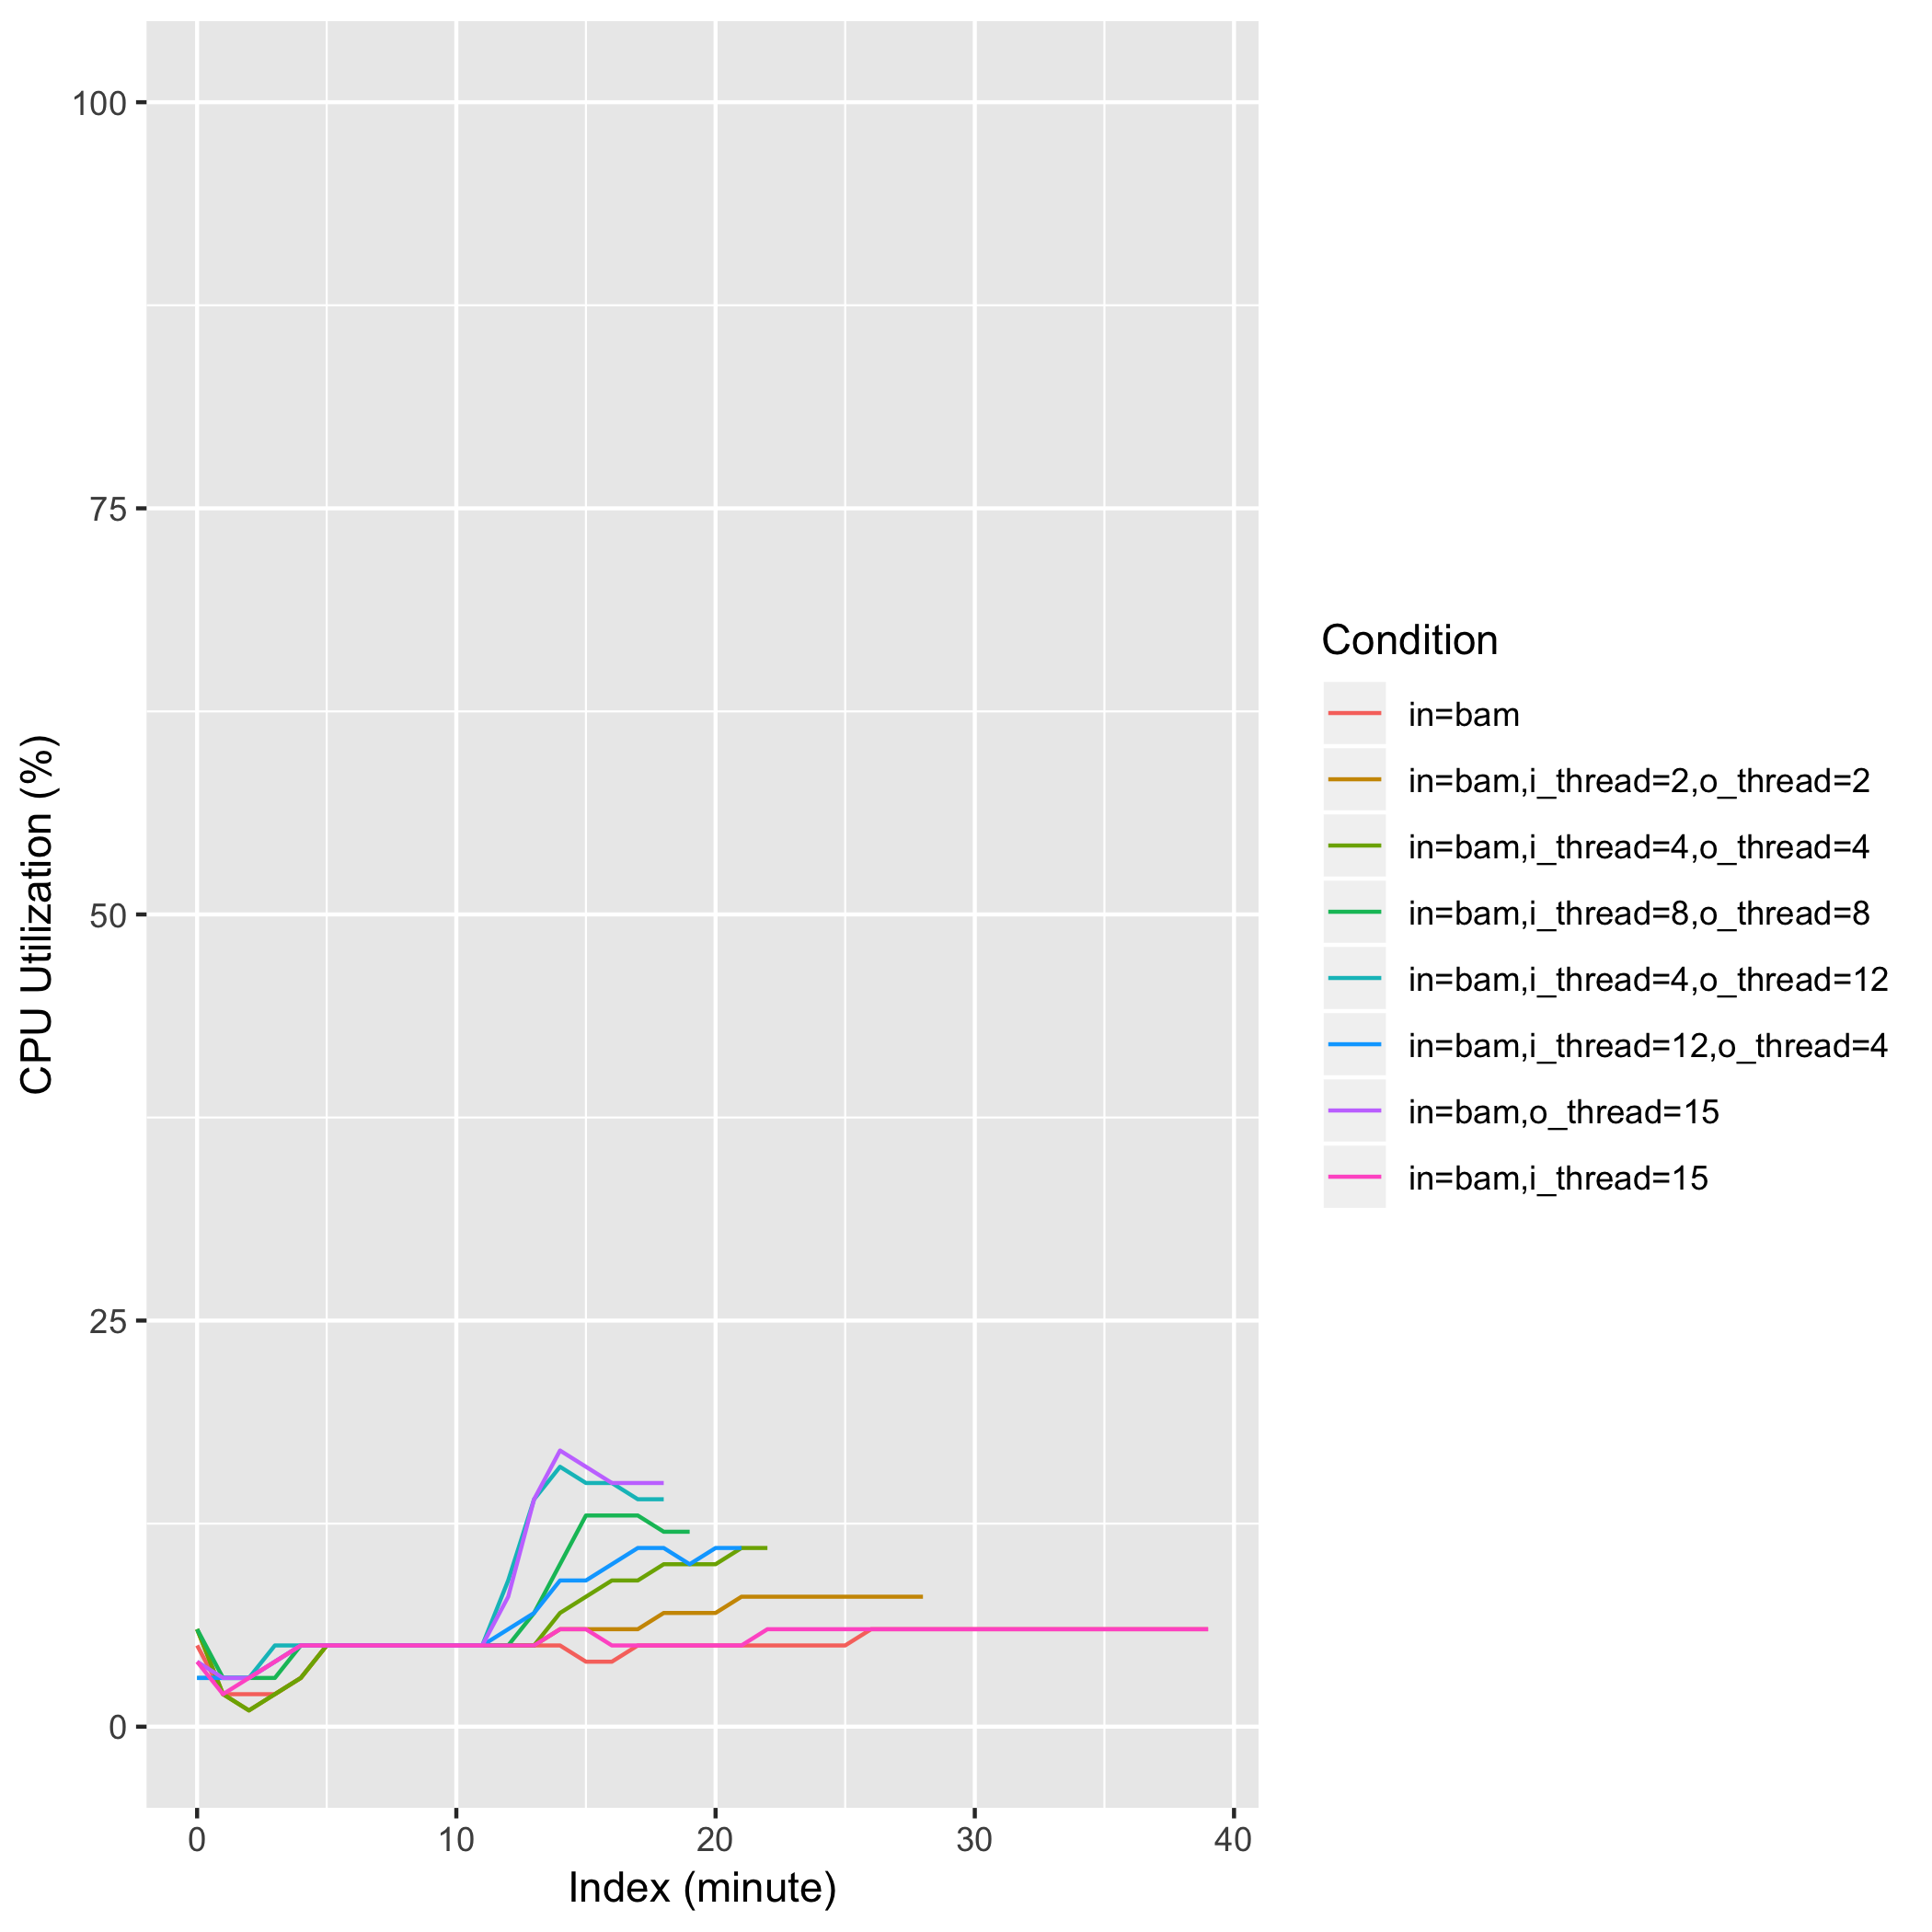 100
75
50
25
0
CPU Utilization (%)
0 10 20 30 40
Index (minute)
Condition
in=bam
in=bam,i_thread=2,o_thread=2
in=bam,i_thread=4,o_thread=4
in=bam,i_thread=8,o_thread=8
in=bam,i_thread=4,o_thread=12
in=bam,i_thread=12,o_thread=4
in=bam,o_thread=15
in=bam,i_thread=15